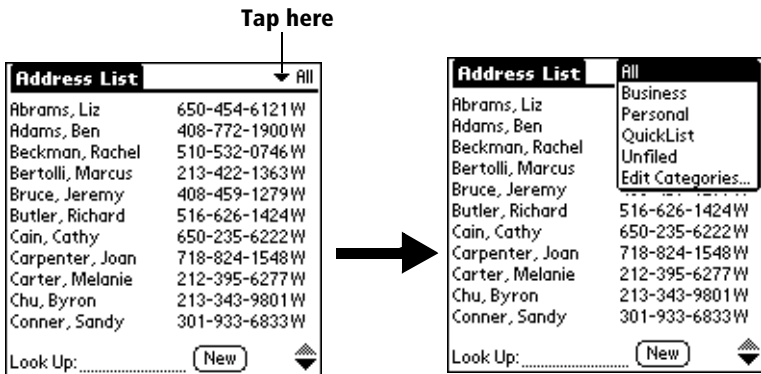 Tap here
Address List All
Abrams, Liz 650-454-6121W
Adams, Ben 408-772-1900W
Beckman, Rachel 510-532-0746W
Bertolli, Marcus 213-422-1363W
Bruce, Jeremy 408-459-1279W
Butler, Richard 516-626-1424W
Cain, Cathy 650-235-6222W
Carpenter, Joan 718-824-1548W
Carter, Melanie 212-395-6277W
Chu, Byron 213-343-9801W
Conner, Sandy 301-933-6833W
Look Up: New
Address List
All
Business
Personal
QuickList
Unfiled
Edit Categories...
Abrams, Liz
Adams, Ben
Beckman, Rachel
Bertolli, Marcus
Bruce, Jeremy
Butler, Richard 516-626-1424W
Cain, Cathy 650-235-6222W
Carpenter, Joan 718-824-1548W
Carter, Melanie 212-395-6277W
Chu, Byron 213-343-9801W
Conner, Sandy 301-933-6833W
Look Up: New